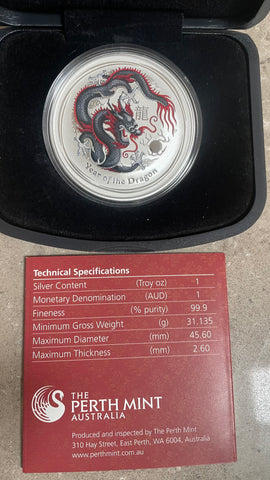 龍
Year of the Dragon
Technical Specifications
Silver Content (Troy oz) 1
Monetary Denomination (AUD) 1
Fineness (% purity) 99.9
Minimum Gross Weight (g) 31.135
Maximum Diameter (mm) 45.60
Maximum Thickness (mm) 2.60
THE
PERTH MINT
AUSTRALIA
Produced and inspected by The Perth Mint
310 Hay Street, East Perth, WA 6004, Australia
www.perthmint.com.au